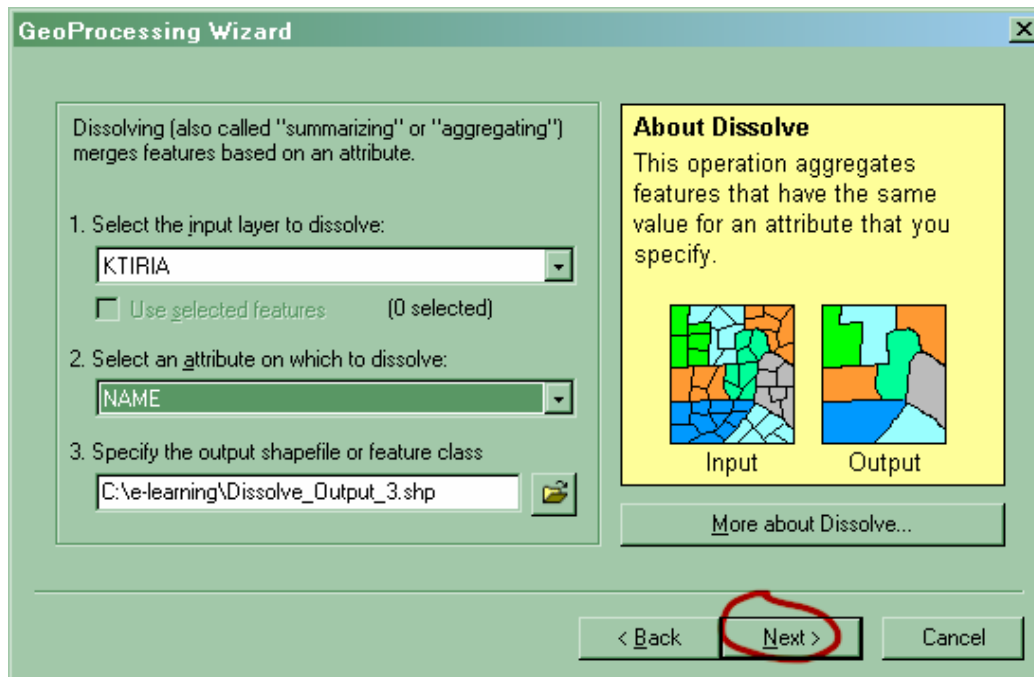 GeoProcessing Wizard
Dissolving (also called "summarizing" or "aggregating")
merges features based on an attribute.
1. Select the input layer to dissolve:
KTIRIA
Use selected features (0 selected)
2. Select an attribute on which to dissolve:
NAME
3. Specify the output shapefile or feature class
C:\e-learning\Dissolve_Output_3.shp
About Dissolve
This operation aggregates
features that have the same
value for an attribute that you
specify.
Input Output
More about Dissolve...
< Back Next > Cancel